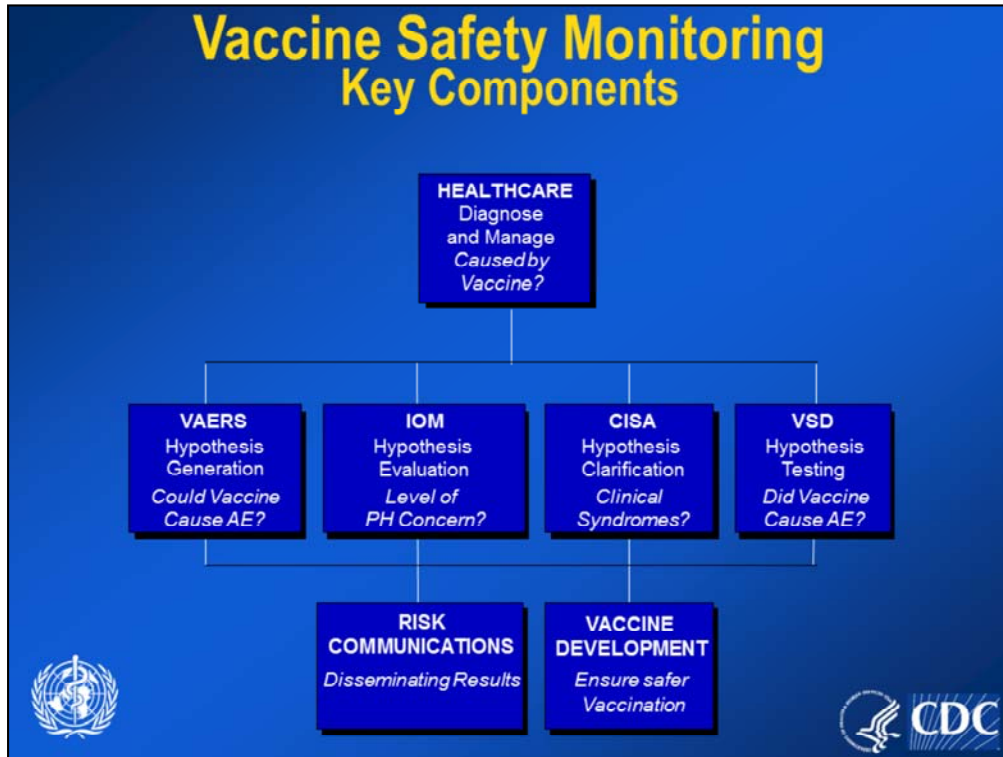 Vaccine Safety Monitoring
Key Components
HEALTHCARE
Diagnose
and Manage
Caused by
Vaccine?
VAERS
Hypothesis
Generation
Could Vaccine
Cause AE?
IOM
Hypothesis
Evaluation
Level of
PH Concern?
CISA
Hypothesis
Clarification
Clinical
Syndromes?
VSD
Hypothesis
Testing
Did Vaccine
Cause AE?
RISK
COMMUNICATIONS
Disseminating Results
VACCINE
DEVELOPMENT
Ensure safer
Vaccination
CDC